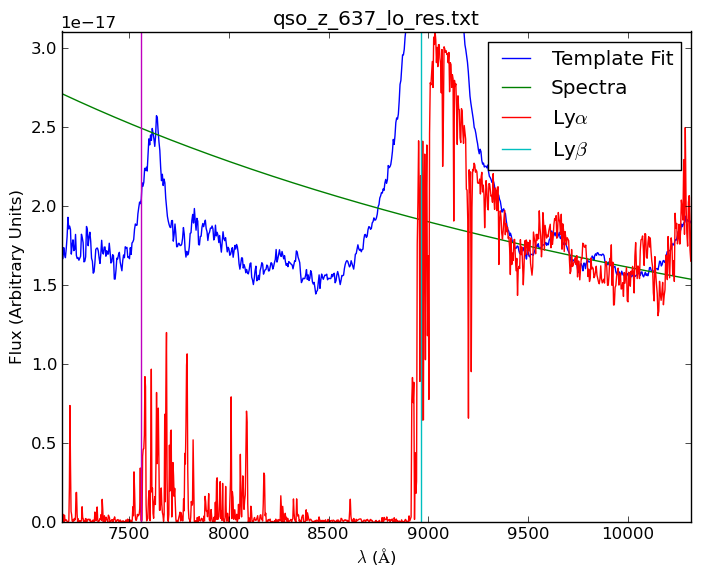 qso_z_637_lo_res.txt
1e−17
3.0
2.5
2.0
1.5
1.0
0.5
0.0
Flux (Arbitrary Units)
Template Fit
Spectra
Lyα
Lyβ
7500
8000
8500
9000
9500
10000
λ (Å)